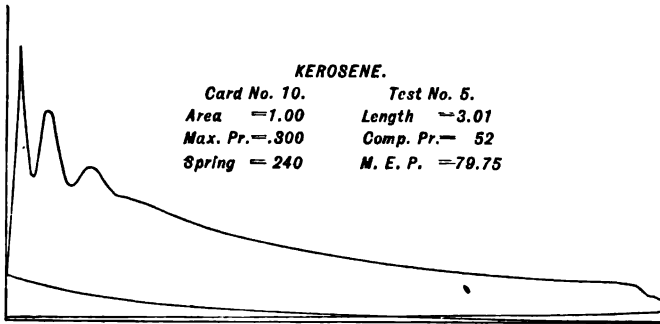 KEROSENE.
Card No. 10. Test No. 5.
Area =1.00 Length =3.01
Max. Pr.=.300 Comp. Pr.= 52
Spring = 240 M. E. P. =79.75